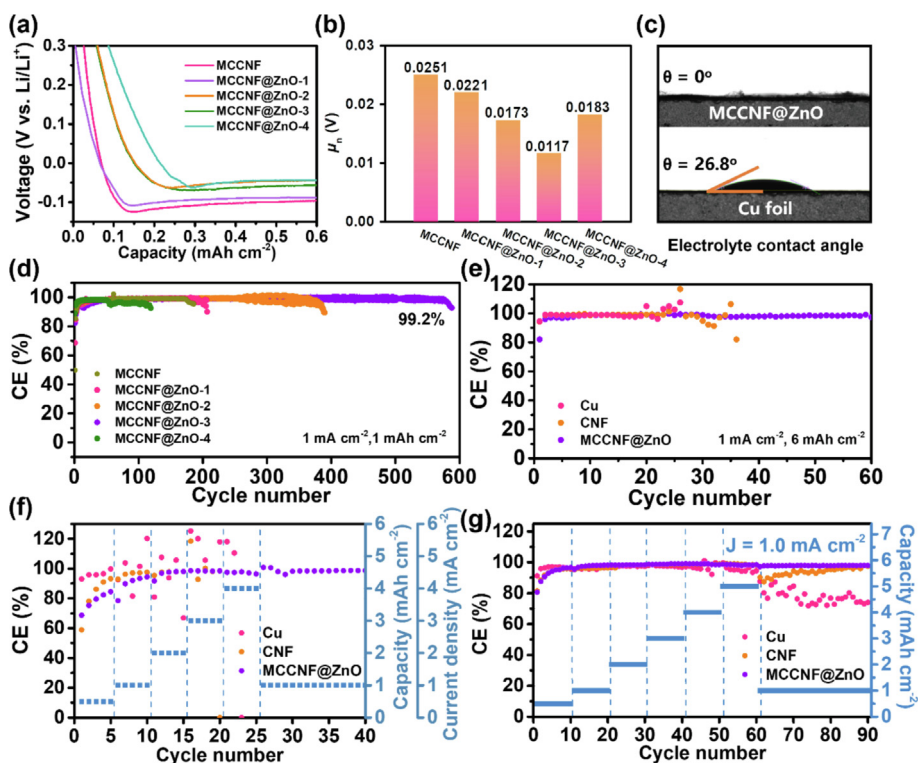 (a)
0.3
0.2
0.1
0.0
-0.1
Voltage (V vs. Li/Li⁺)
0.0 0.1 0.2 0.3 0.4 0.5 0.6
Capacity (mAh cm⁻²)
MCCNF
MCCNF@ZnO-1
MCCNF@ZnO-2
MCCNF@ZnO-3
MCCNF@ZnO-4
(b)
0.03
0.02
0.01
0.00
μₙ (V)
0.0251
0.0221
0.0173
0.0117
0.0183
MCCNF
MCCNF@ZnO-1
MCCNF@ZnO-2
MCCNF@ZnO-3
MCCNF@ZnO-4
(c)
θ = 0°
MCCNF@ZnO
θ = 26.8°
Cu foil
Electrolyte contact angle
(d)
100
80
60
40
20
0
CE (%)
99.2%
MCCNF
MCCNF@ZnO-1
MCCNF@ZnO-2
MCCNF@ZnO-3
MCCNF@ZnO-4
1 mA cm⁻²,1 mAh cm⁻²
0 100 200 300 400 500 600
Cycle number
(e)
120
100
80
60
40
20
0
CE (%)
Cu
CNF
MCCNF@ZnO
1 mA cm⁻², 6 mAh cm⁻²
0 10 20 30 40 50 60
Cycle number
(f)
120
100
80
60
40
20
0
CE (%)
Cu
CNF
MCCNF@ZnO
0 5 10 15 20 25 30 35 40
Cycle number
6
5
4
3
2
1
0
Capacity (mAh cm⁻²)
6
5
4
3
2
1
0
Current density (mA cm⁻²)
(g)
120
100
80
60
40
20
0
CE (%)
J = 1.0 mA cm⁻²
Cu
CNF
MCCNF@ZnO
0 10 20 30 40 50 60 70 80 90
Cycle number
7
6
5
4
3
2
1
0
Capacity (mAh cm⁻²)